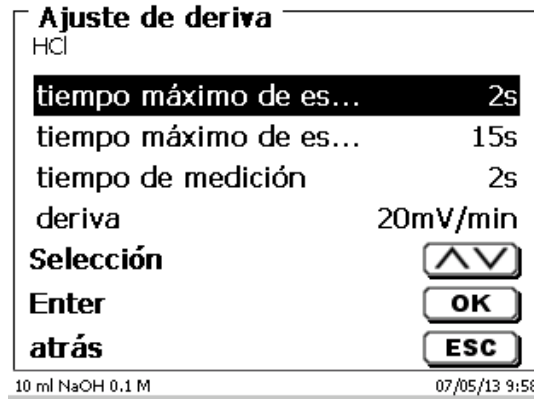 Ajuste de deriva
HCl
tiempo máximo de es... 2s
tiempo máximo de es... 15s
tiempo de medición 2s
deriva 20mV/min
Selección
Enter OK
atrás ESC
10 ml NaOH 0.1 M 07/05/13 9:58